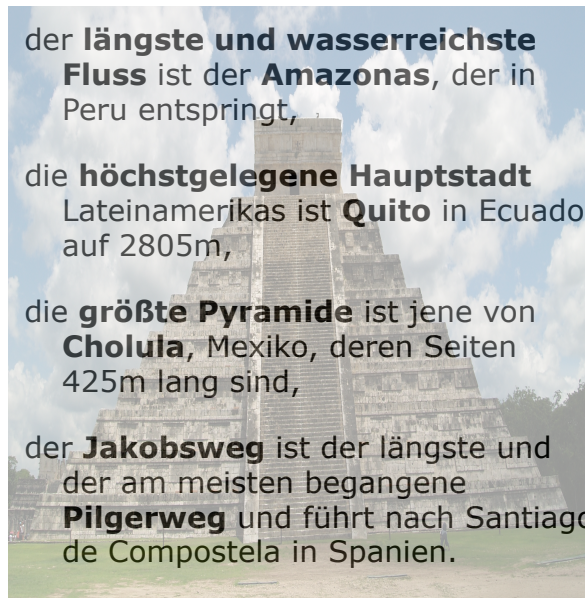 der längste und wasserreichste
Fluss ist der Amazonas, der in
Peru entspringt,
die höchstgelegene Hauptstadt
Lateinamerikas ist Quito in Ecuado
auf 2805m,
die größte Pyramide ist jene von
Cholula, Mexiko, deren Seiten
425m lang sind,
der Jakobsweg ist der längste und
der am meisten begangene
Pilgerweg und führt nach Santiago
de Compostela in Spanien.